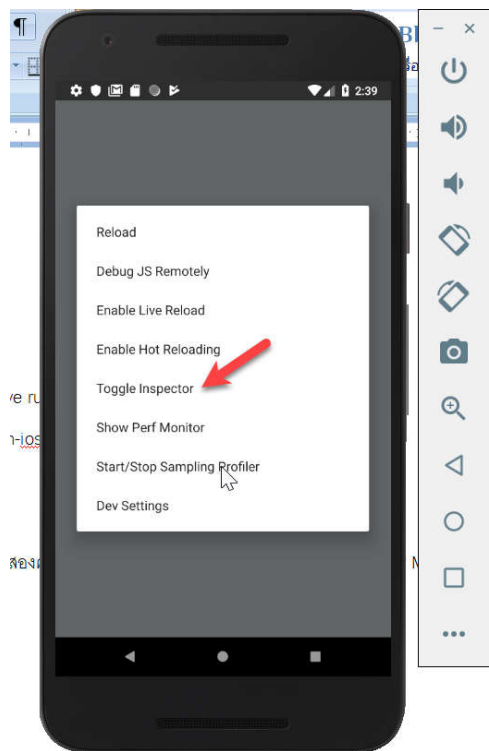 ¶
2:39
Reload
Debug JS Remotely
Enable Live Reload
Enable Hot Reloading
Toggle Inspector
Show Perf Monitor
Start/Stop Sampling Profiler
Dev Settings